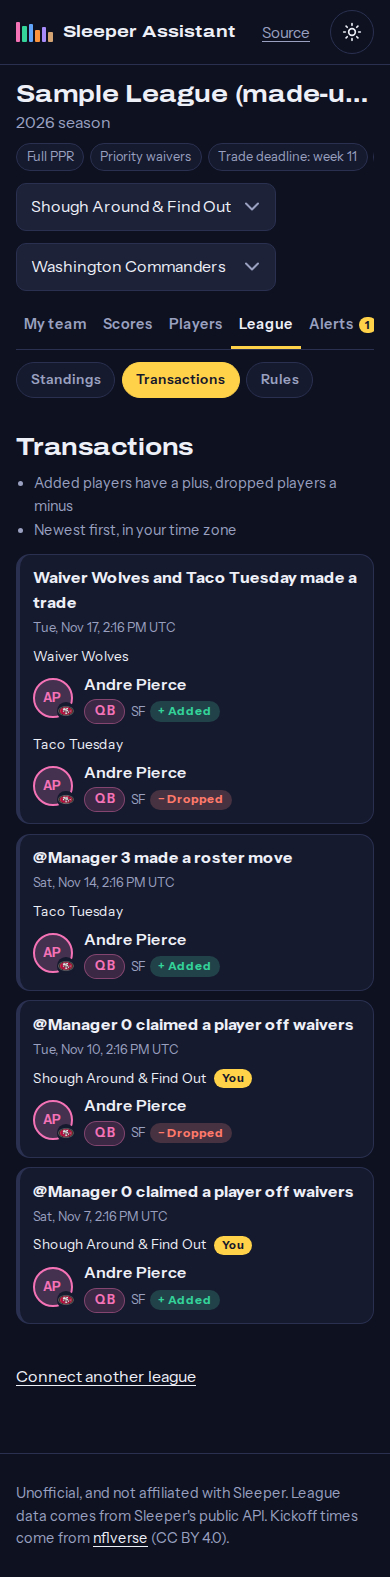 Sleeper Assistant
Source
Sample League (made-u...
2026 season
Full PPR
Priority waivers
Trade deadline: week 11
Shough Around & Find Out
Washington Commanders
My team
Scores
Players
League
Alerts
1
Standings
Transactions
Rules
Transactions
• Added players have a plus, dropped players a
minus
• Newest first, in your time zone
Waiver Wolves and Taco Tuesday made a
trade
Tue, Nov 17, 2:16 PM UTC
Waiver Wolves
AP
Andre Pierce
QB
SF
+ Added
Taco Tuesday
AP
Andre Pierce
QB
SF
− Dropped
@Manager 3 made a roster move
Sat, Nov 14, 2:16 PM UTC
Taco Tuesday
AP
Andre Pierce
QB
SF
+ Added
@Manager 0 claimed a player off waivers
Tue, Nov 10, 2:16 PM UTC
Shough Around & Find Out
You
AP
Andre Pierce
QB
SF
− Dropped
@Manager 0 claimed a player off waivers
Sat, Nov 7, 2:16 PM UTC
Shough Around & Find Out
You
AP
Andre Pierce
QB
SF
+ Added
Connect another league
Unofficial, and not affiliated with Sleeper. League
data comes from Sleeper's public API. Kickoff times
come from nflverse (CC BY 4.0).